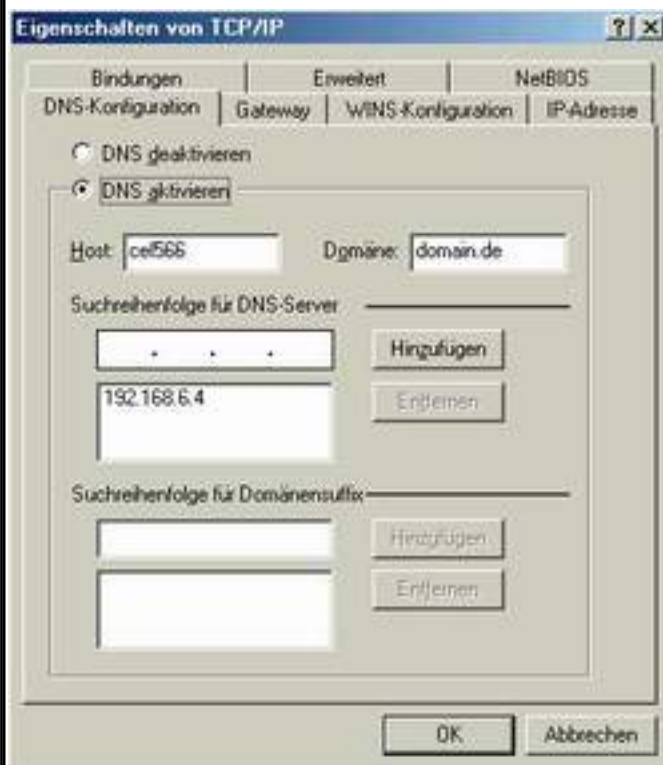 Eigenschaften von TCP/IP
Bindungen Erweitert NetBIOS
DNS-Konfiguration Gateway WINS-Konfiguration IP-Adresse
DNS deaktivieren
DNS aktivieren
Host: cel566 Domäne: domain.de
Suchreihenfolge für DNS-Server
. . . Hinzufügen
192.168.6.4 Entfernen
Suchreihenfolge für Domänensuffix
Hinzufügen
Entfernen
OK Abbrechen